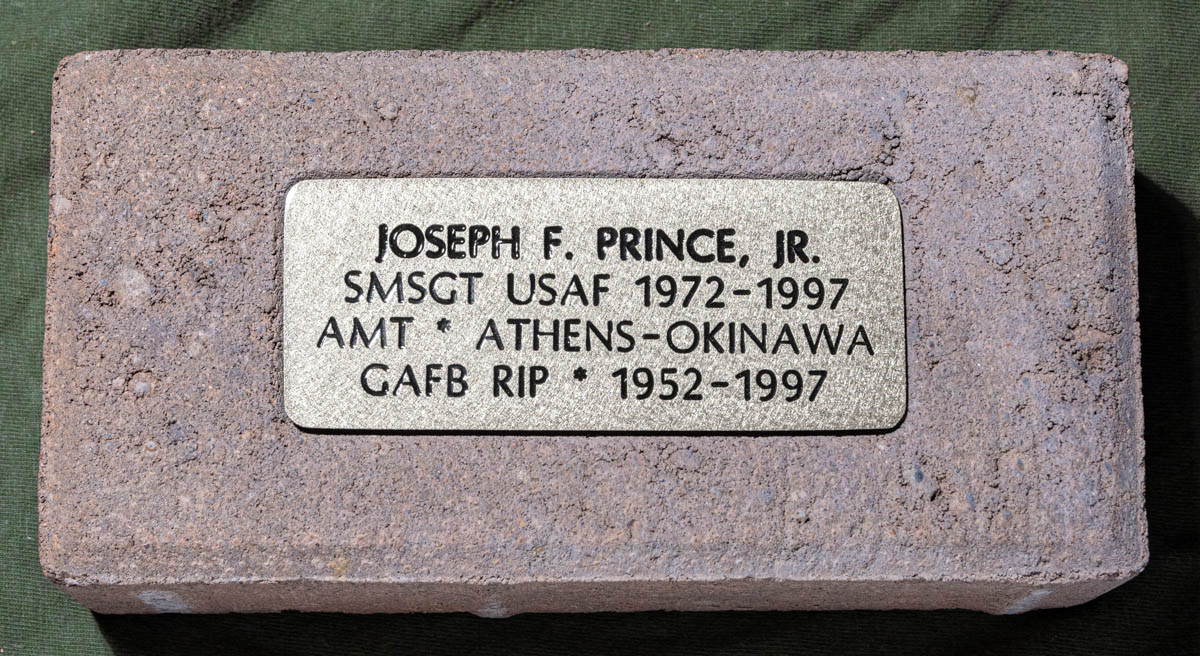 JOSEPH F. PRINCE, JR.
SMSGT USAF 1972-1997
AMT * ATHENS-OKINAWA
GAFB RIP * 1952-1997